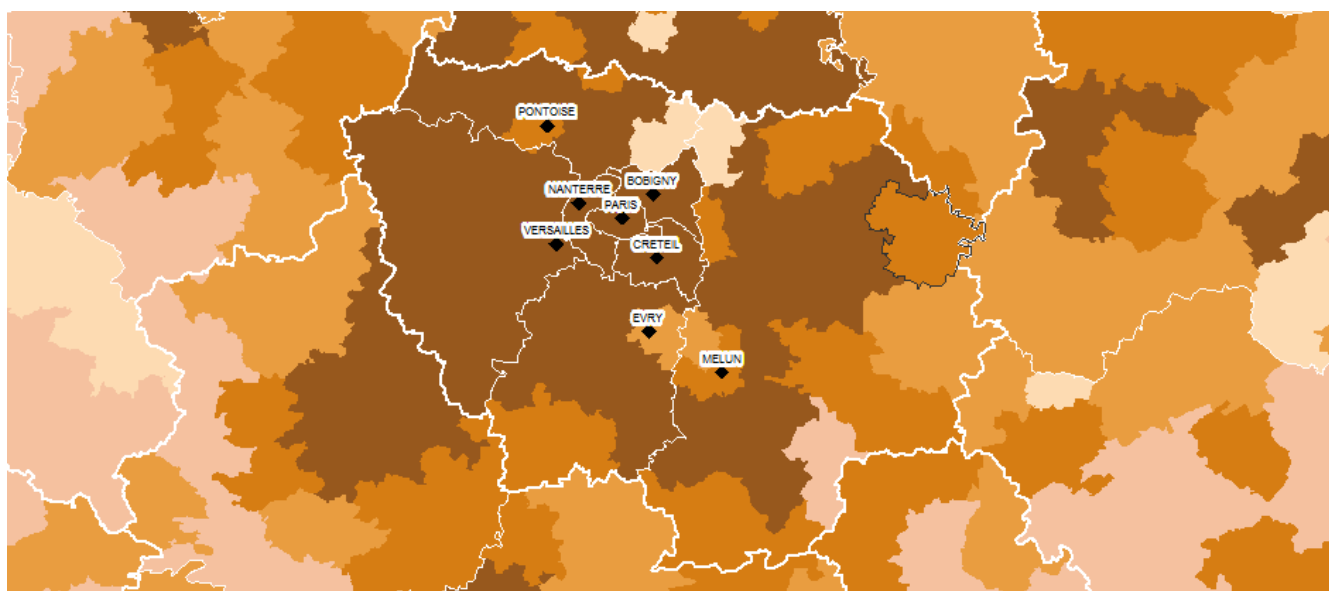 PONTOISE
BOBIGNY
NANTERRE
PARIS
VERSAILLES
CRETEIL
EVRY
MELUN